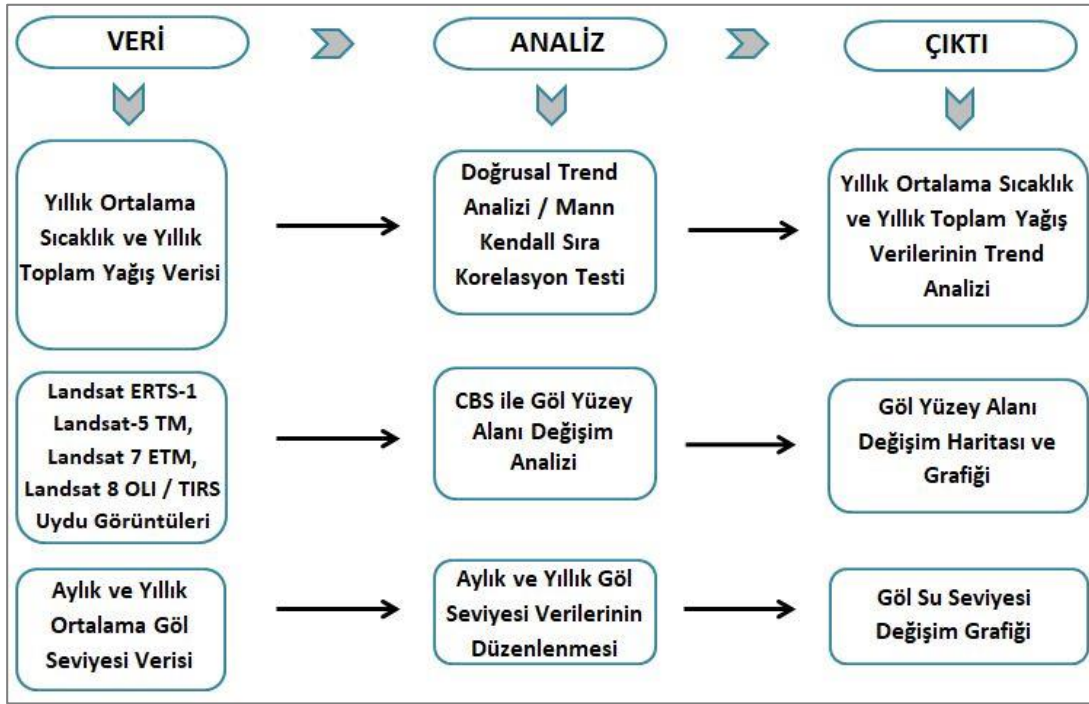 VERİ
ANALİZ
ÇIKTI
Yıllık Ortalama
Sıcaklık ve Yıllık
Toplam Yağış Verisi
Doğrusal Trend
Analizi / Mann
Kendall Sıra
Korelasyon Testi
Yıllık Ortalama Sıcaklık
ve Yıllık Toplam Yağış
Verilerinin Trend
Analizi
Landsat ERTS-1
Landsat-5 TM,
Landsat 7 ETM,
Landsat 8 OLI / TIRS
Uydu Görüntüleri
CBS ile Göl Yüzey
Alanı Değişim
Analizi
Göl Yüzey Alanı
Değişim Haritası ve
Grafiği
Aylık ve Yıllık
Ortalama Göl
Seviyesi Verisi
Aylık ve Yıllık Göl
Seviyesi Verilerinin
Düzenlenmesi
Göl Su Seviyesi
Değişim Grafiği